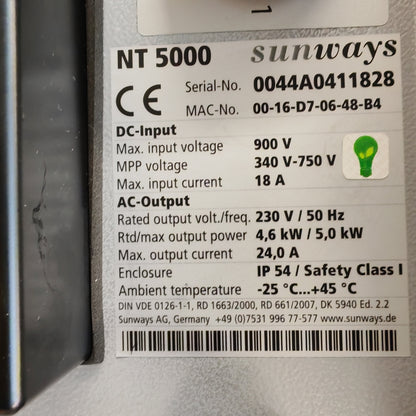 1
NT 5000 sunways
CE Serial-No. 0044A0411828
MAC-No. 00-16-D7-06-48-B4
DC-Input
Max. input voltage 900 V
MPP voltage 340 V-750 V
Max. input current 18 A
AC-Output
Rated output volt./freq. 230 V / 50 Hz
Rtd/max output power 4,6 kW / 5,0 kW
Max. output current 24,0 A
Enclosure IP 54 / Safety Class I
Ambient temperature -25 °C...+45 °C
DIN VDE 0126-1-1, RD 1663/2000, RD 661/2007, DK 5940 Ed. 2.2
Sunways AG, Germany +49 (0)7531 996 77-577 www.sunways.de